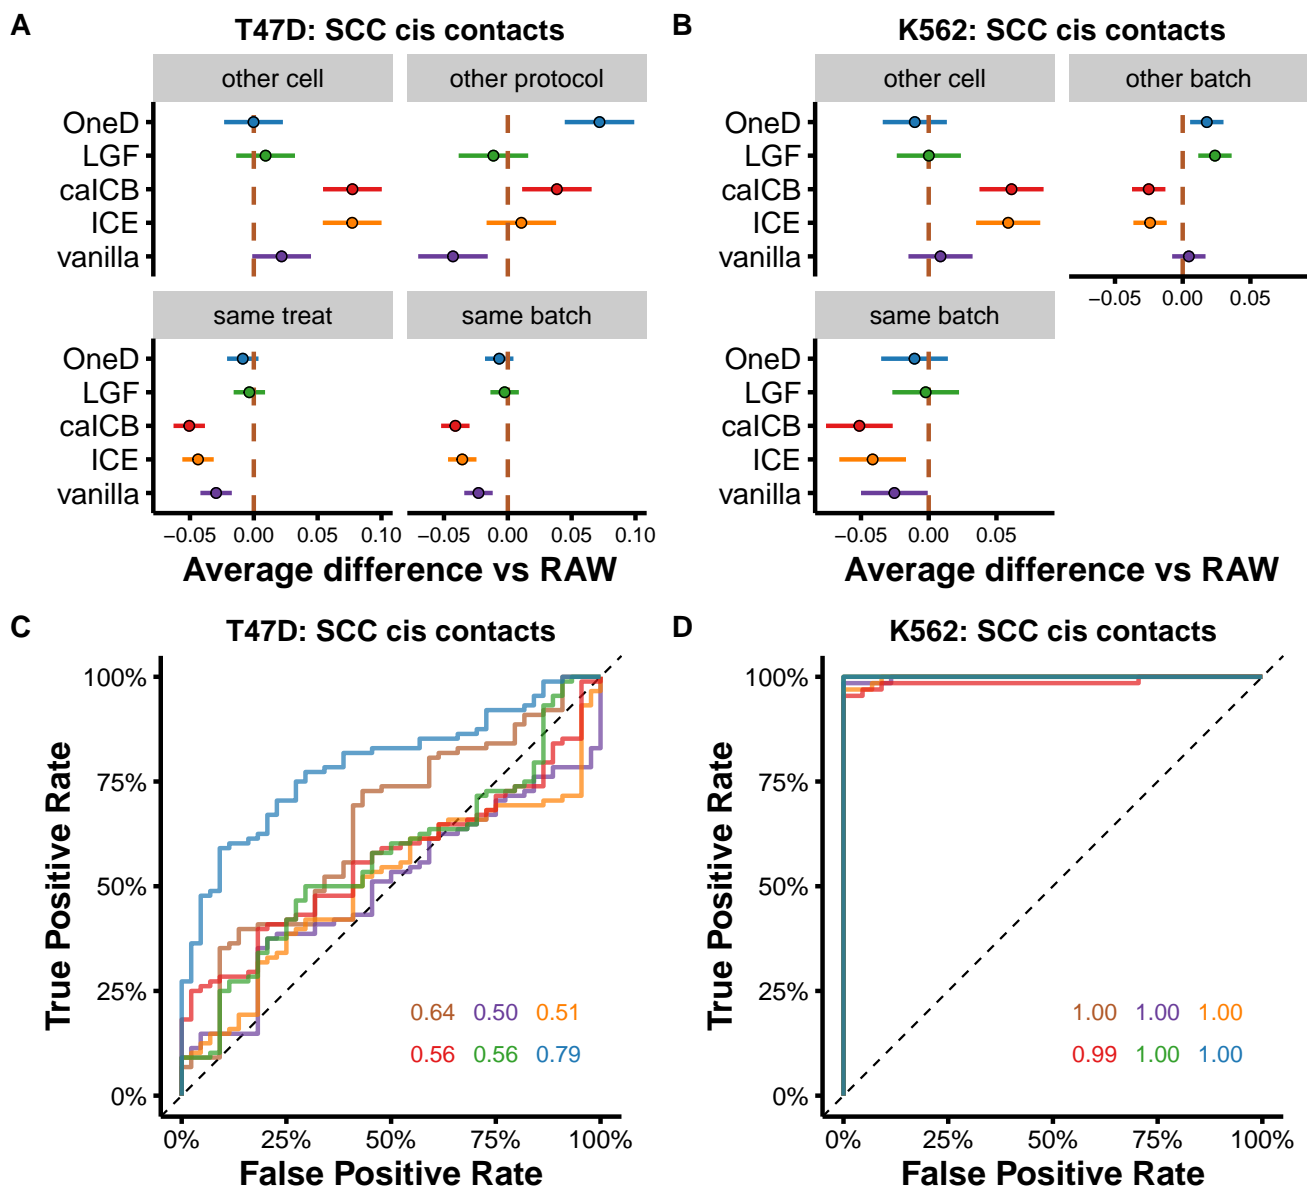 A
T47D: SCC cis contacts
other cell
other protocol
OneD
LGF
caICB
ICE
vanilla
same treat
same batch
OneD
LGF
caICB
ICE
vanilla
−0.05 0.00 0.05 0.10
−0.05 0.00 0.05 0.10
Average difference vs RAW
B
K562: SCC cis contacts
other cell
other batch
OneD
LGF
caICB
ICE
vanilla
−0.05 0.00 0.05
same batch
OneD
LGF
caICB
ICE
vanilla
−0.05 0.00 0.05
Average difference vs RAW
C
T47D: SCC cis contacts
True Positive Rate
100%
75%
50%
25%
0%
0.64 0.50 0.51
0.56 0.56 0.79
0% 25% 50% 75% 100%
False Positive Rate
D
K562: SCC cis contacts
True Positive Rate
100%
75%
50%
25%
0%
1.00 1.00 1.00
0.99 1.00 1.00
0% 25% 50% 75% 100%
False Positive Rate